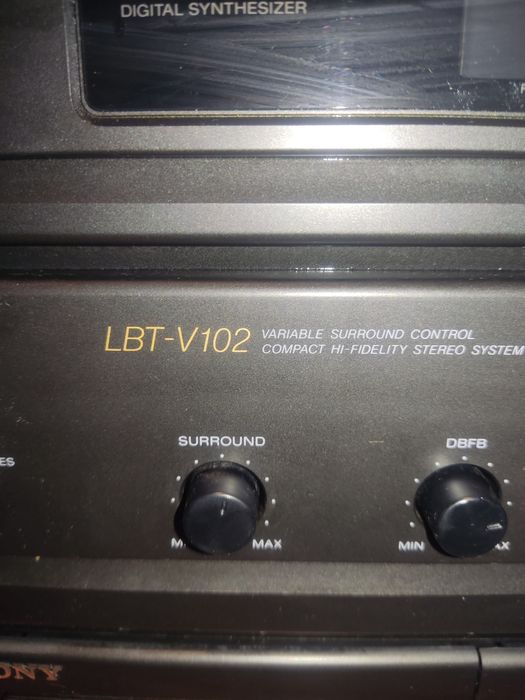 DIGITAL SYNTHESIZER
LBT-V102
VARIABLE SURROUND CONTROL
COMPACT HI-FIDELITY STEREO SYSTEM
SURROUND
DBFB
MAX
MIN